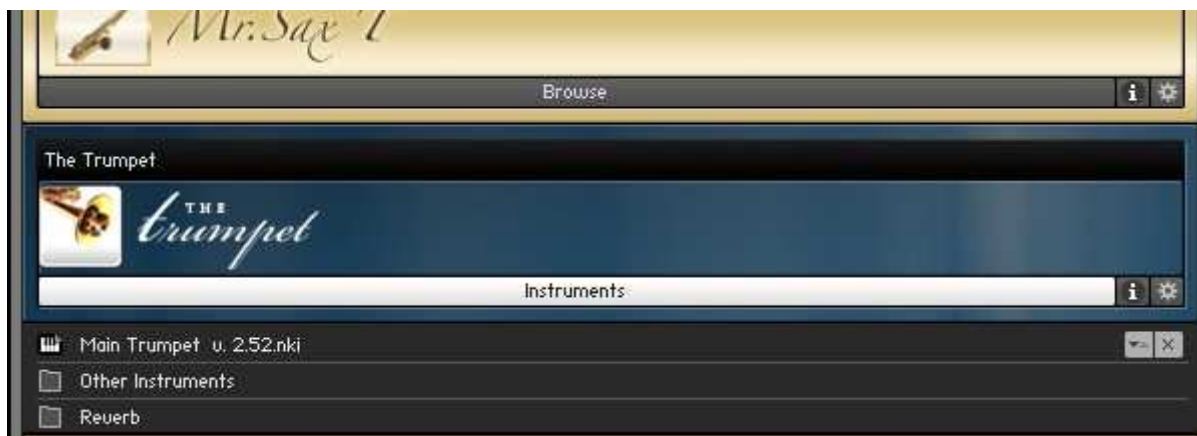 Mr. Sax T
Browse
The Trumpet
THE
trumpet
Instruments
Main Trumpet v. 2.52.nki
Other Instruments
Reverb